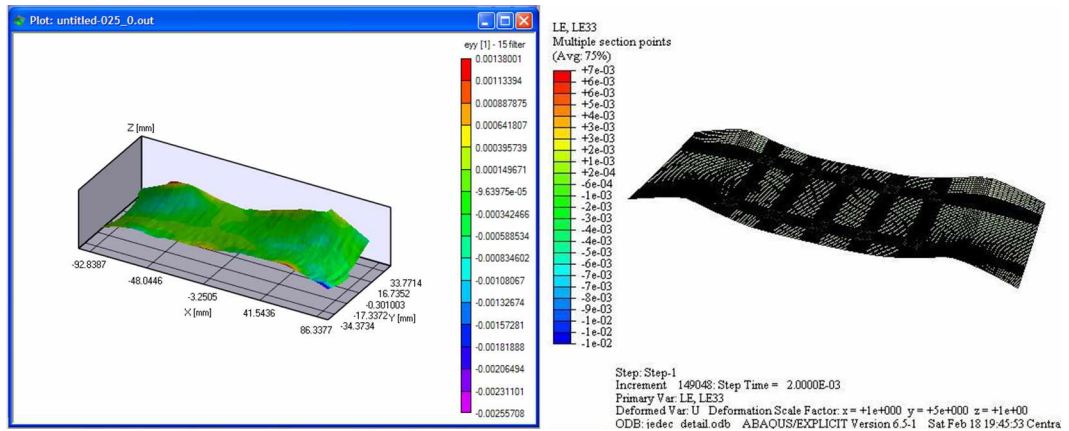 Plot: untitled-025_0.out
eyy [1] - 15 filter
0.00138001
0.00113394
0.000887875
0.000641807
0.000395739
0.000149671
-9.63975e-05
-0.000342466
-0.000588534
-0.000834602
-0.00108067
-0.00132674
-0.00157281
-0.00181888
-0.00206494
-0.00231101
-0.00255708
Z [mm]
-92.8387
-48.0446
-3.2505
X [mm]
41.5436
86.3377
33.7714
16.7352
-0.301003
-17.3372
Y [mm]
-34.3734
LE, LE33
Multiple section points
(Avg: 75%)
+7e-03
+6e-03
+6e-03
+5e-03
+4e-03
+3e-03
+2e-03
+1e-03
+2e-04
-6e-04
-1e-03
-2e-03
-3e-03
-4e-03
-5e-03
-6e-03
-7e-03
-8e-03
-9e-03
-1e-02
-1e-02
-1e-02
Step: Step-1
Increment 149048: Step Time = 2.0000E-03
Primary Var: LE, LE33
Deformed Var: U Deformation Scale Factor: x = +1e+000 y = +5e+000 z = +1e+00
ODB: jedec_detail.odb ABAQUS/EXPLICIT Version 6.5-1 Sat Feb 18 19:45:53 Centra